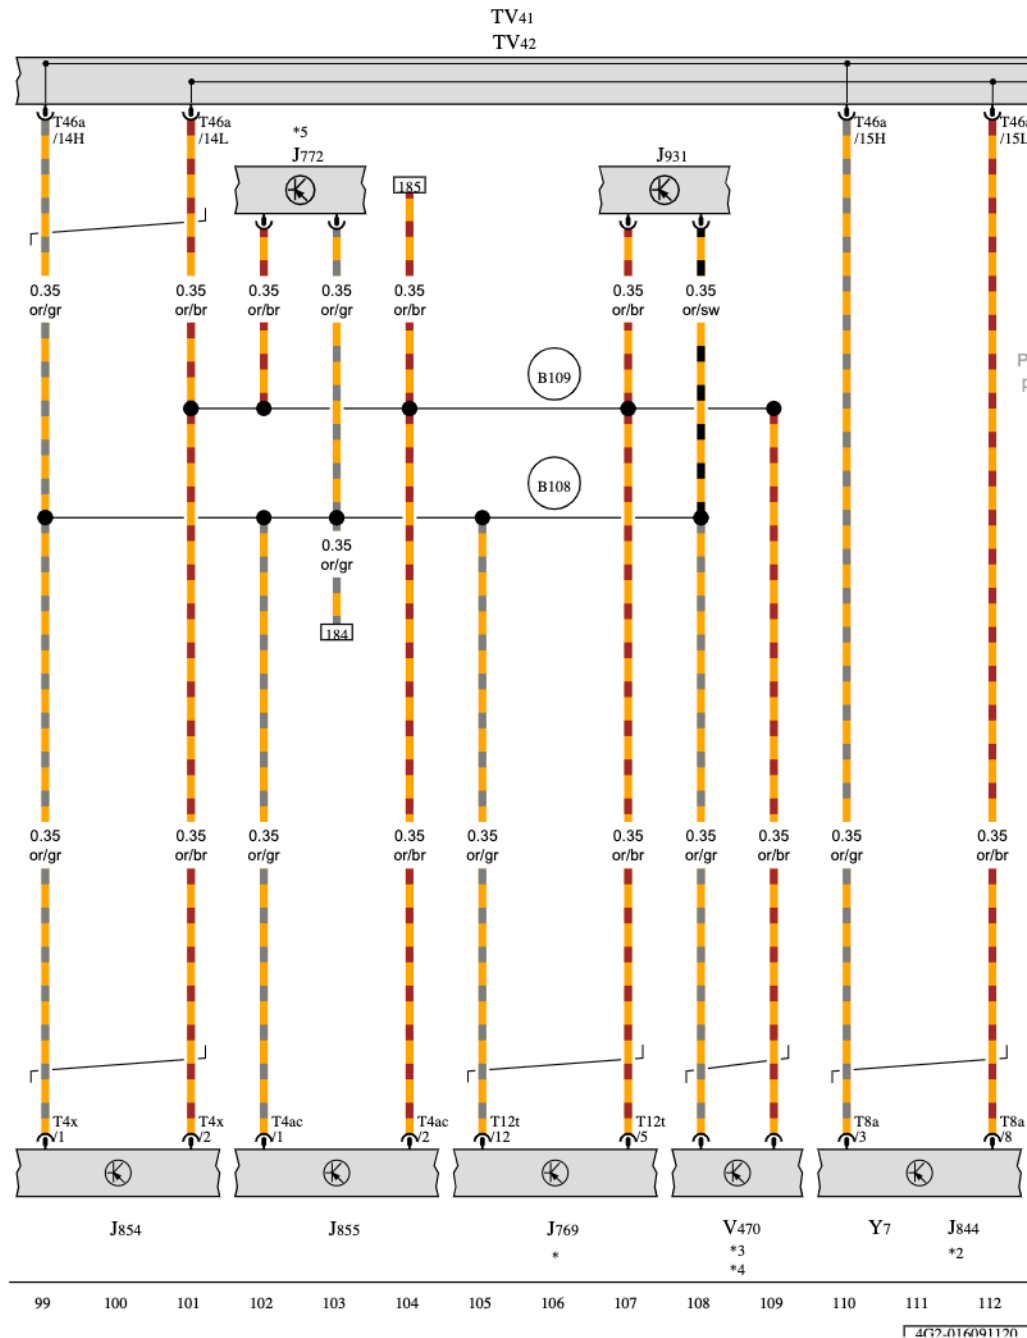 TV41
TV42
T46a
/14H
T46a
/14L
T46a
/15H
T46a
/15L
*5
J772
185
J931
0.35
or/gr
0.35
or/br
0.35
or/br
0.35
or/gr
0.35
or/br
0.35
or/br
0.35
or/sw
P
p
B109
B108
0.35
or/gr
184
0.35
or/gr
0.35
or/br
0.35
or/gr
0.35
or/br
0.35
or/gr
0.35
or/br
0.35
or/gr
0.35
or/br
0.35
or/gr
0.35
or/br
T4x
/1
T4x
/2
T4ac
/1
T4ac
/2
T12t
/12
T12t
/5
T8a
/3
T8a
/8
J854
J855
J769
*
V470
*3
*4
Y7
J844
*2
99 100 101 102 103 104 105 106 107 108 109 110 111 112
4G2-016091120